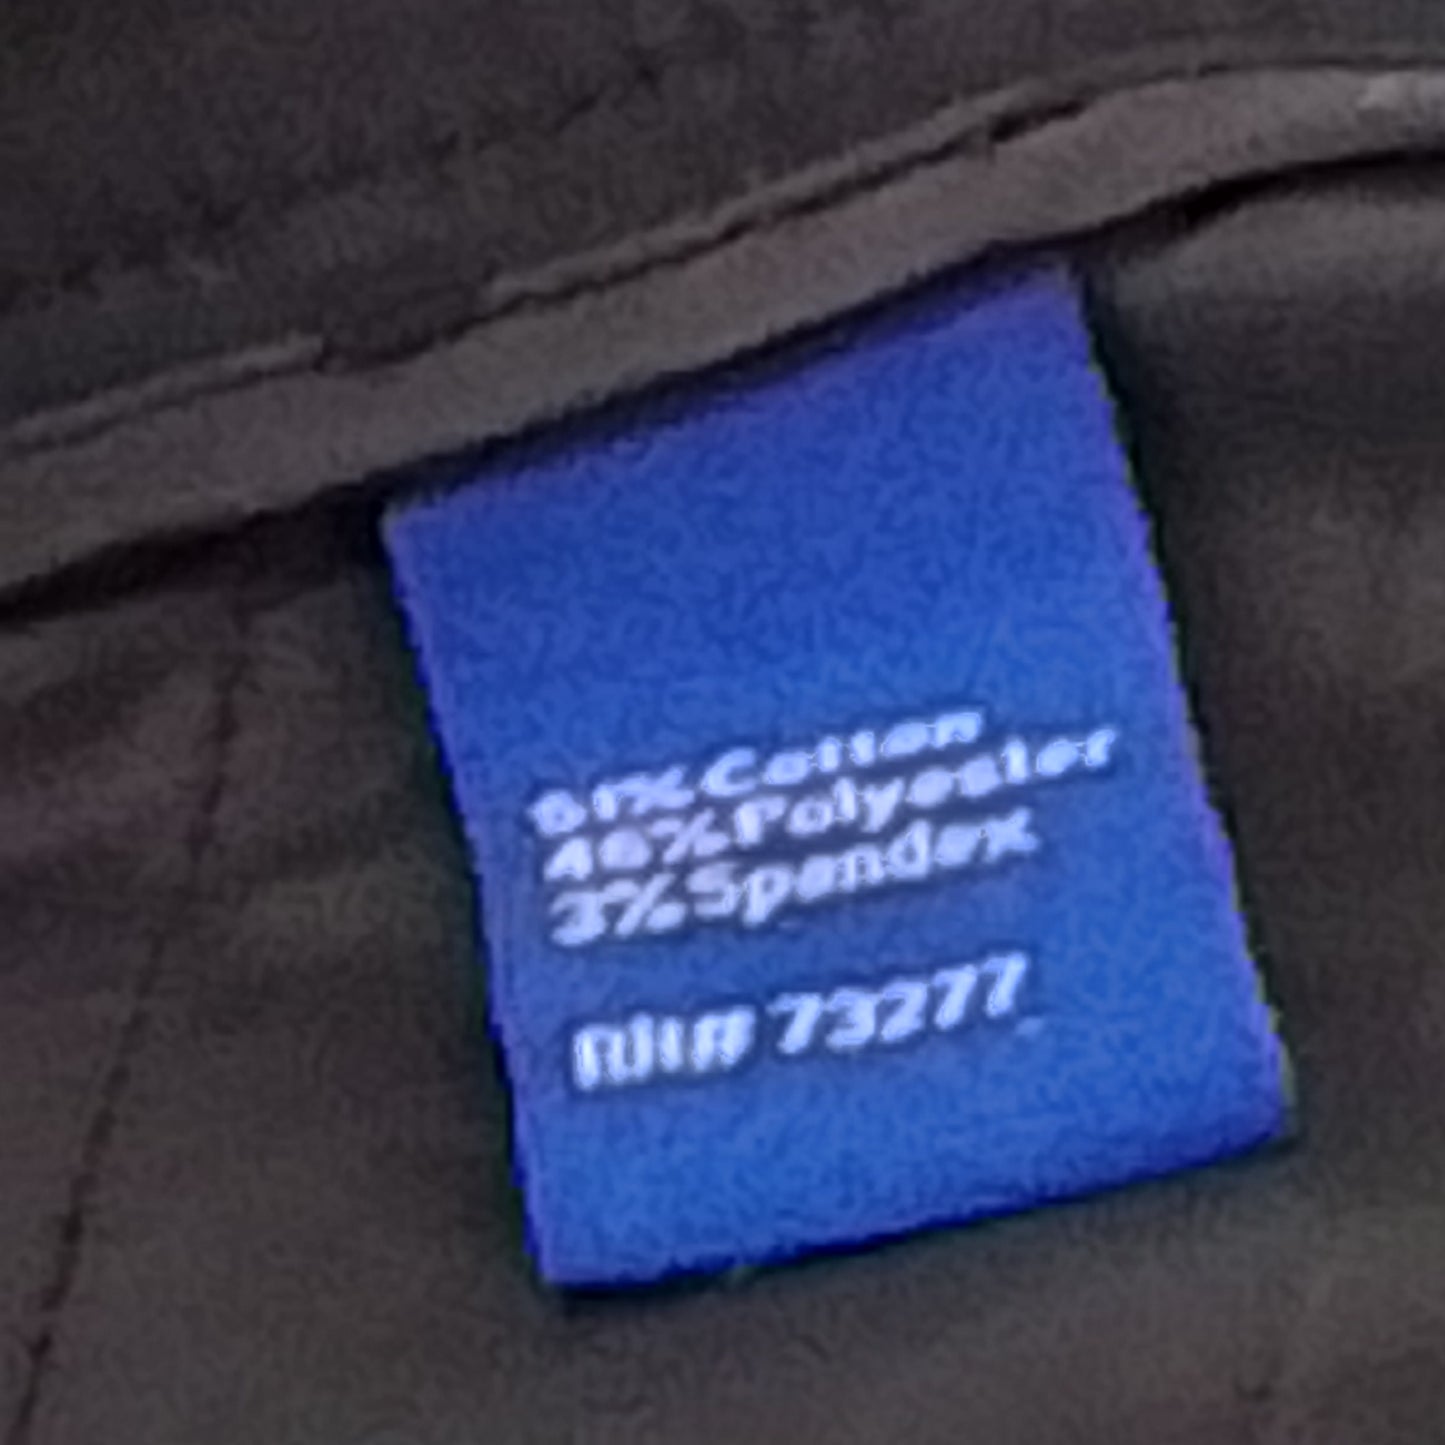 51% Cotton
46% Polyester
3% Spandex
RN# 73277